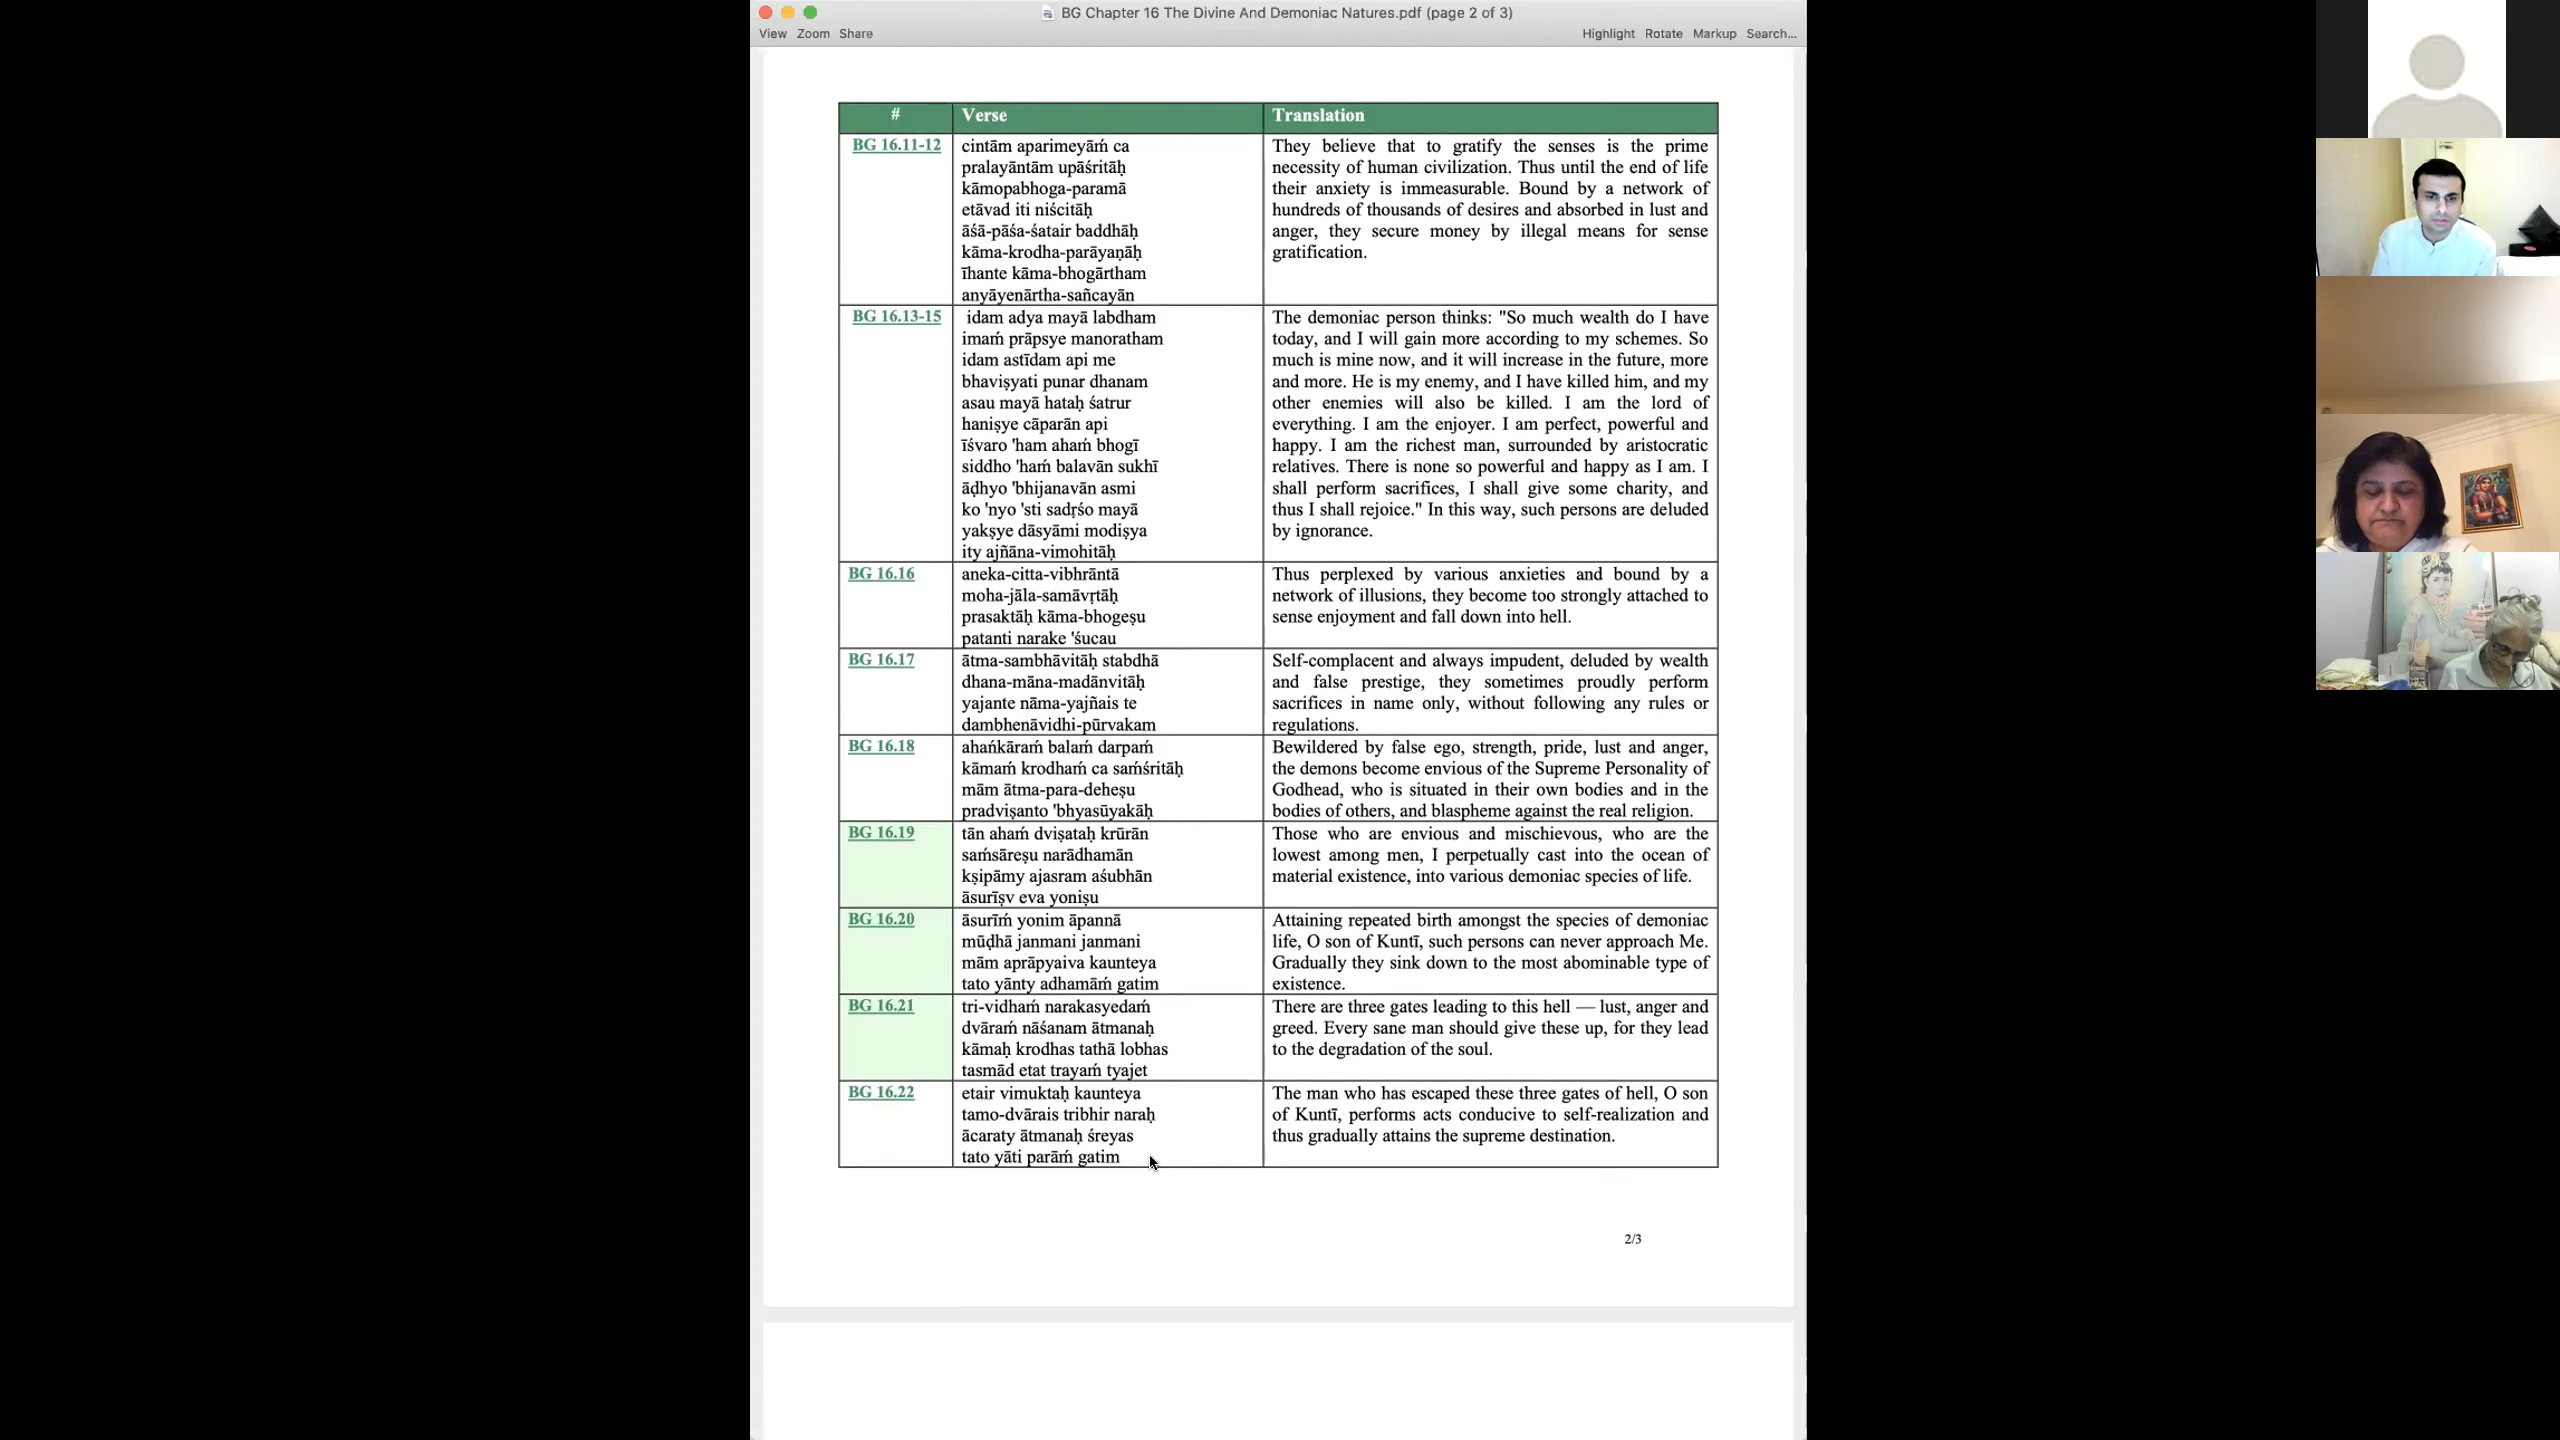 BG Chapter 16 The Divine And Demoniac Natures.pdf (page 2 of 3)
View Zoom Share Highlight Rotate Markup Search...
# Verse Translation
BG 16.11-12
cintām aparimeyāḿ ca
pralayāntām upāśritāḥ
kāmopabhoga-paramā
etāvad iti niścitāḥ
āśā-pāśa-śatair baddhāḥ
kāma-krodha-parāyaṇāḥ
īhante kāma-bhogārtham
anyāyenārtha-sañcayān
They believe that to gratify the senses is the prime
necessity of human civilization. Thus until the end of life
their anxiety is immeasurable. Bound by a network of
hundreds of thousands of desires and absorbed in lust and
anger, they secure money by illegal means for sense
gratification.
BG 16.13-15
idam adya mayā labdham
imaḿ prāpsye manoratham
idam astīdam api me
bhaviṣyati punar dhanam
asau mayā hataḥ śatrur
haniṣye cāparān api
īśvaro 'ham ahaḿ bhogī
siddho 'haḿ balavān sukhī
āḍhyo 'bhijanavān asmi
ko 'nyo 'sti sadṛśo mayā
yakṣye dāsyāmi modiṣya
ity ajñāna-vimohitāḥ
The demoniac person thinks: "So much wealth do I have
today, and I will gain more according to my schemes. So
much is mine now, and it will increase in the future, more
and more. He is my enemy, and I have killed him, and my
other enemies will also be killed. I am the lord of
everything. I am the enjoyer. I am perfect, powerful and
happy. I am the richest man, surrounded by aristocratic
relatives. There is none so powerful and happy as I am. I
shall perform sacrifices, I shall give some charity, and
thus I shall rejoice." In this way, such persons are deluded
by ignorance.
BG 16.16
aneka-citta-vibhrāntā
moha-jāla-samāvṛtāḥ
prasaktāḥ kāma-bhogeṣu
patanti narake 'śucau
Thus perplexed by various anxieties and bound by a
network of illusions, they become too strongly attached to
sense enjoyment and fall down into hell.
BG 16.17
ātma-sambhāvitāḥ stabdhā
dhana-māna-madānvitāḥ
yajante nāma-yajñais te
dambhenāvidhi-pūrvakam
Self-complacent and always impudent, deluded by wealth
and false prestige, they sometimes proudly perform
sacrifices in name only, without following any rules or
regulations.
BG 16.18
ahańkāraḿ balaḿ darpaḿ
kāmaḿ krodhaḿ ca saḿśritāḥ
mām ātma-para-deheṣu
pradviṣanto 'bhyasūyakāḥ
Bewildered by false ego, strength, pride, lust and anger,
the demons become envious of the Supreme Personality of
Godhead, who is situated in their own bodies and in the
bodies of others, and blaspheme against the real religion.
BG 16.19
tān ahaḿ dviṣataḥ krūrān
saḿsāreṣu narādhamān
kṣipāmy ajasram aśubhān
āsurīṣv eva yoniṣu
Those who are envious and mischievous, who are the
lowest among men, I perpetually cast into the ocean of
material existence, into various demoniac species of life.
BG 16.20
āsurīḿ yonim āpannā
mūḍhā janmani janmani
mām aprāpyaiva kaunteya
tato yānty adhamāḿ gatim
Attaining repeated birth amongst the species of demoniac
life, O son of Kuntī, such persons can never approach Me.
Gradually they sink down to the most abominable type of
existence.
BG 16.21
tri-vidhaḿ narakasyedaḿ
dvāraḿ nāśanam ātmanaḥ
kāmaḥ krodhas tathā lobhas
tasmād etat trayaḿ tyajet
There are three gates leading to this hell — lust, anger and
greed. Every sane man should give these up, for they lead
to the degradation of the soul.
BG 16.22
etair vimuktaḥ kaunteya
tamo-dvārais tribhir naraḥ
ācaraty ātmanaḥ śreyas
tato yāti parāḿ gatim
The man who has escaped these three gates of hell, O son
of Kuntī, performs acts conducive to self-realization and
thus gradually attains the supreme destination.
2/3